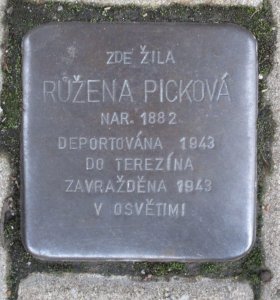 ZDE ŽILA
RŮŽENA PICKOVÁ
NAR. 1882
DEPORTOVÁNA 1943
DO TEREZÍNA
ZAVRAŽDĚNA 1943
V OSVĚTIMI